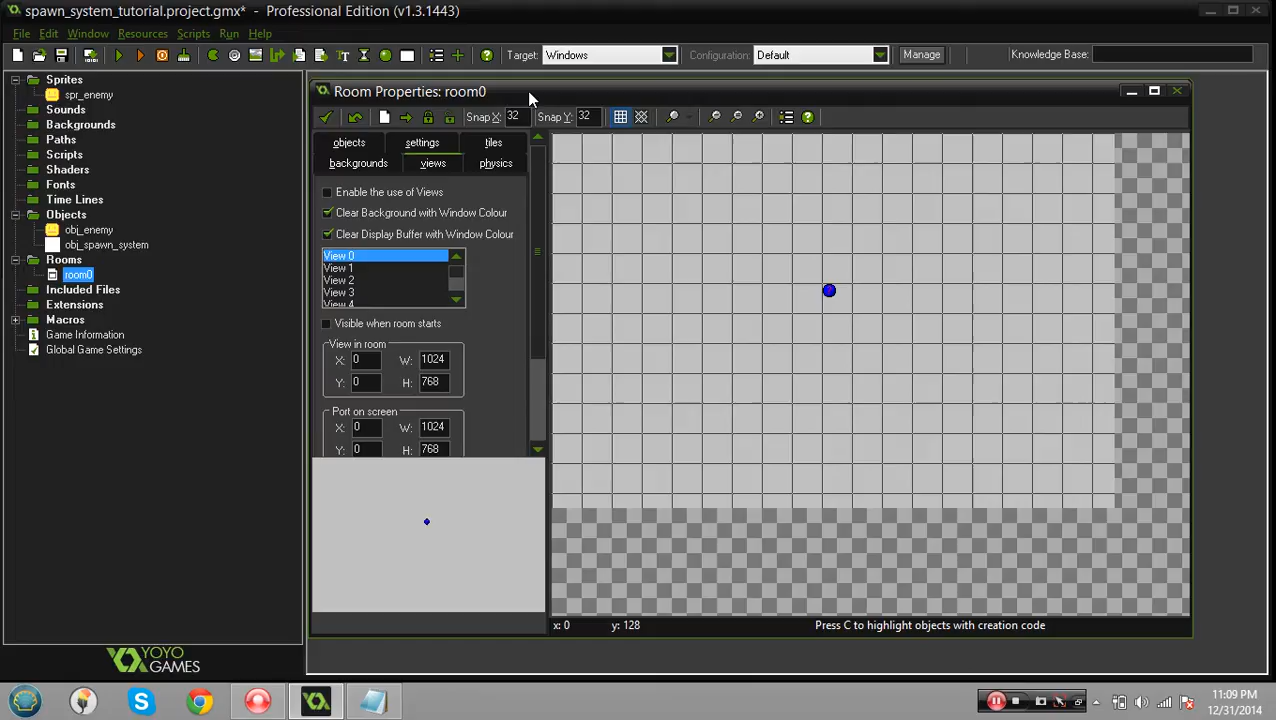 spawn_system_tutorial.project.gmx* - Professional Edition (v1.3.1443)
File Edit Window Resources Scripts Run Help
Target: Windows Configuration: Default Manage Knowledge Base:
Sprites
spr_enemy
Sounds
Backgrounds
Paths
Scripts
Shaders
Fonts
Time Lines
Objects
obj_enemy
obj_spawn_system
Rooms
room0
Included Files
Extensions
Macros
Game Information
Global Game Settings
YOYO
GAMES
Room Properties: room0
Snap X: 32 Snap Y: 32
objects settings tiles
backgrounds views physics
Enable the use of Views
Clear Background with Window Colour
Clear Display Buffer with Window Colour
View 0
View 1
View 2
View 3
View 4
Visible when room starts
View in room
X: 0 W: 1024
Y: 0 H: 768
Port on screen
X: 0 W: 1024
Y: 0 H: 768
x: 0 y: 128 Press C to highlight objects with creation code
11:09 PM
12/31/2014